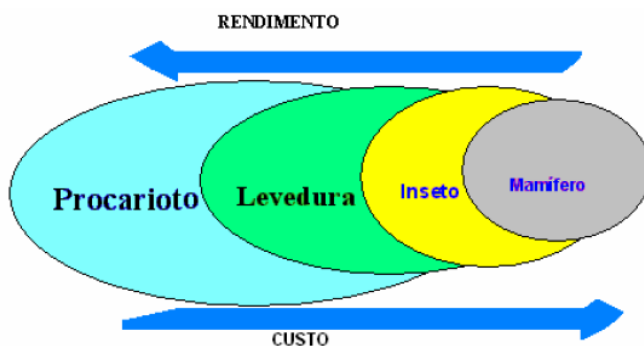 RENDIMENTO
Procarioto
Levedura
Inseto
Mamífero
CUSTO